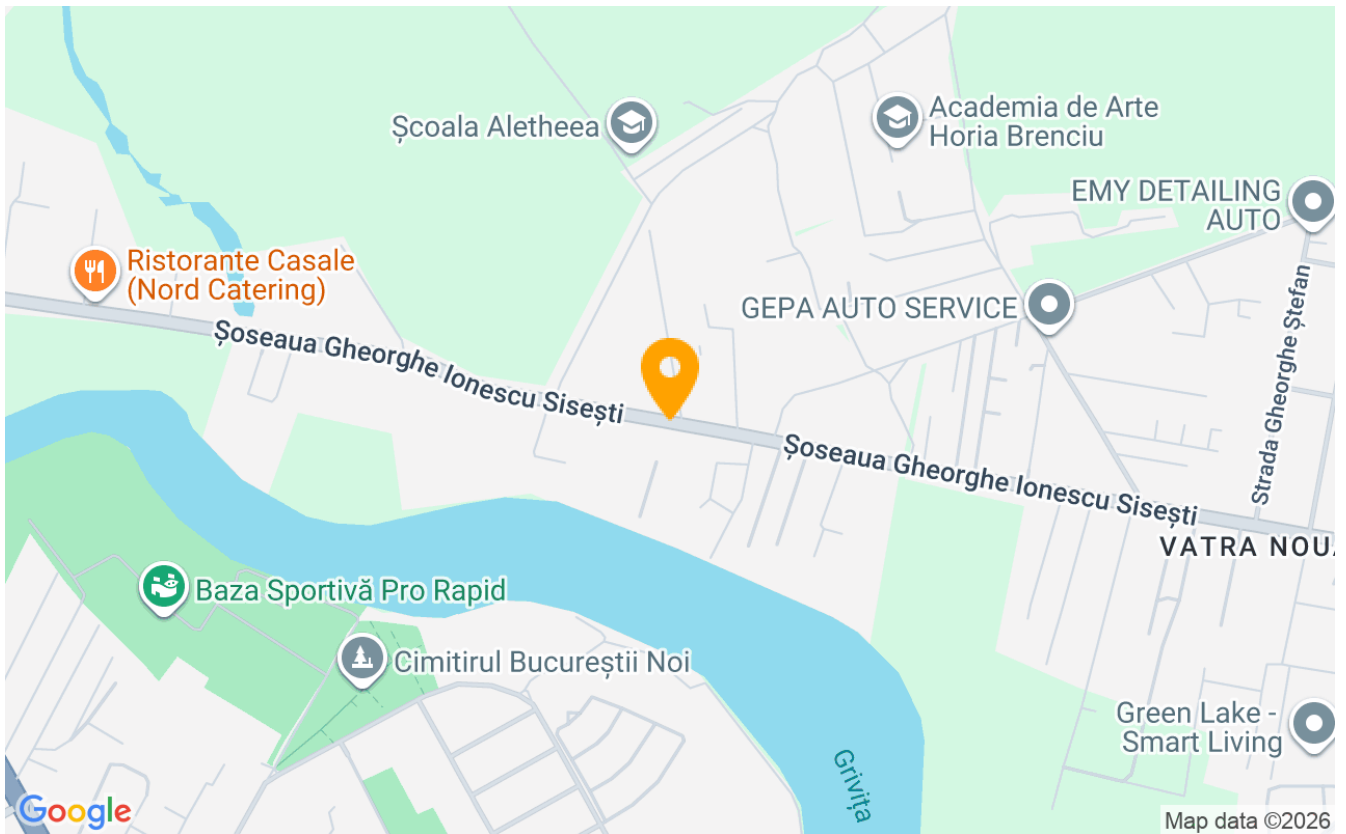 Școala Aletheea
Academia de Arte
Horia Brenciu
EMY DETAILING
AUTO
Ristorante Casale
(Nord Catering)
GEPA AUTO SERVICE
Strada Gheorghe Ștefan
Șoseaua Gheorghe Ionescu Sisești
Șoseaua Gheorghe Ionescu Sisești
VATRA NOUĂ
Baza Sportivă Pro Rapid
Cimitirul Bucureștii Noi
Green Lake -
Smart Living
Grivița
Google
Map data ©2026